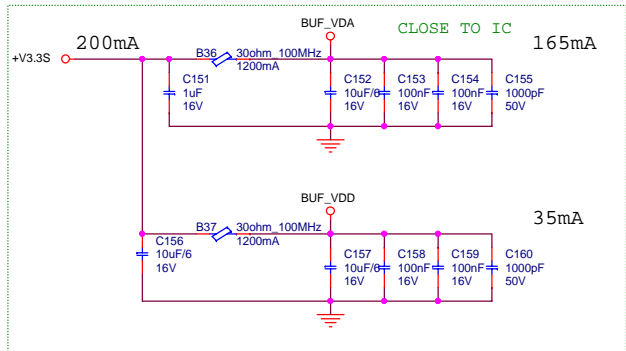 BUF_VDA
CLOSE TO IC
200mA
165mA
+V3.3S
B36
30ohm_100MHz
1200mA
C151
1uF
16V
C152
10uF/6
16V
C153
100nF
16V
C154
100nF
16V
C155
1000pF
50V
BUF_VDD
35mA
B37
30ohm_100MHz
1200mA
C156
10uF/6
16V
C157
10uF/6
16V
C158
100nF
16V
C159
100nF
16V
C160
1000pF
50V